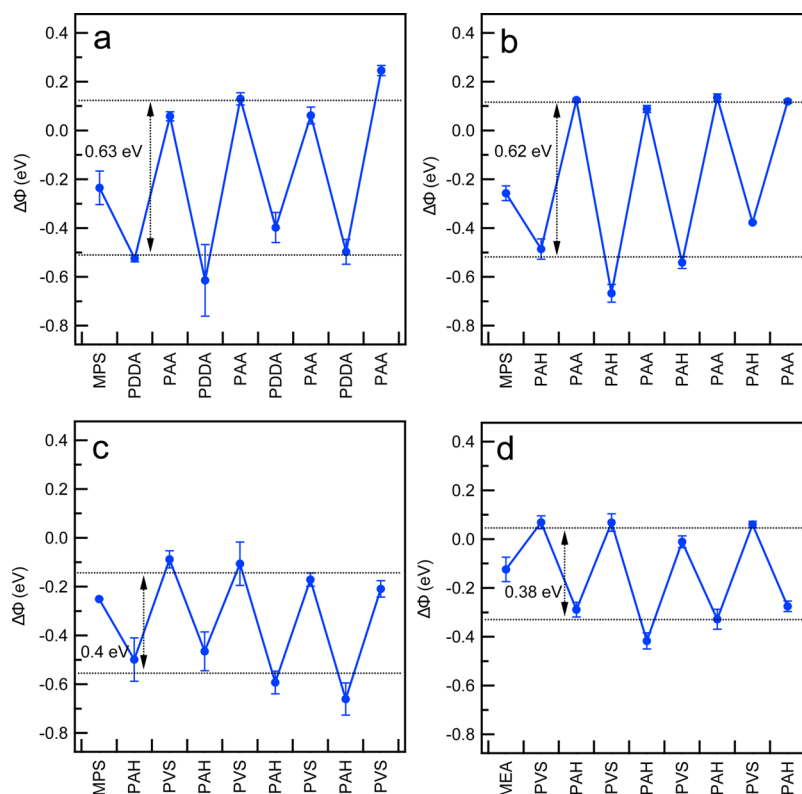 a
0.4
0.2
0.0
-0.2
-0.4
-0.6
-0.8
ΔΦ (eV)
0.63 eV
MPS
PDDA
PAA
PDDA
PAA
PDDA
PAA
PDDA
PAA
b
0.4
0.2
0.0
-0.2
-0.4
-0.6
-0.8
ΔΦ (eV)
0.62 eV
MPS
PAH
PAA
PAH
PAA
PAH
PAA
PAH
PAA
c
0.4
0.2
0.0
-0.2
-0.4
-0.6
-0.8
ΔΦ (eV)
0.4 eV
MPS
PAH
PVS
PAH
PVS
PAH
PVS
PAH
PVS
d
0.4
0.2
0.0
-0.2
-0.4
-0.6
-0.8
ΔΦ (eV)
0.38 eV
MEA
PVS
PAH
PVS
PAH
PVS
PAH
PVS
PAH